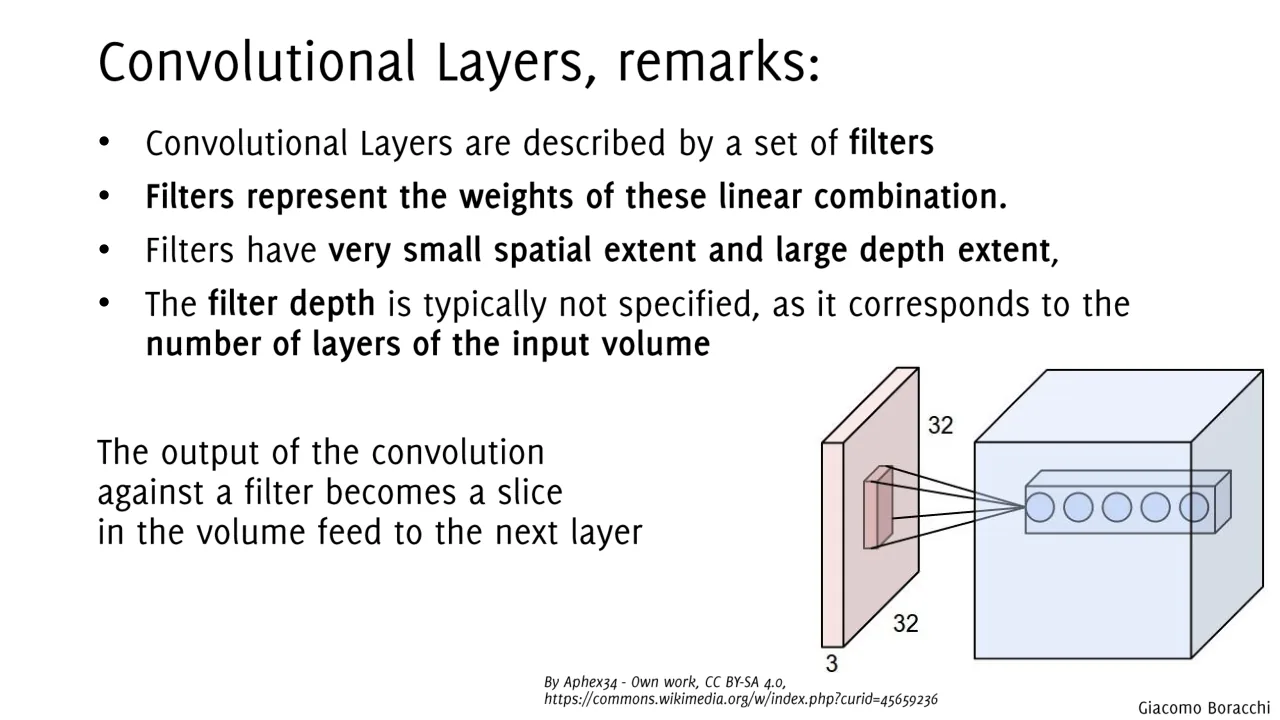 Convolutional Layers, remarks:
• Convolutional Layers are described by a set of filters
• Filters represent the weights of these linear combination.
• Filters have very small spatial extent and large depth extent,
• The filter depth is typically not specified, as it corresponds to the
number of layers of the input volume
The output of the convolution
against a filter becomes a slice
in the volume feed to the next layer
32
32
3
By Aphex34 - Own work, CC BY-SA 4.0,
https://commons.wikimedia.org/w/index.php?curid=45659236
Giacomo Boracchi